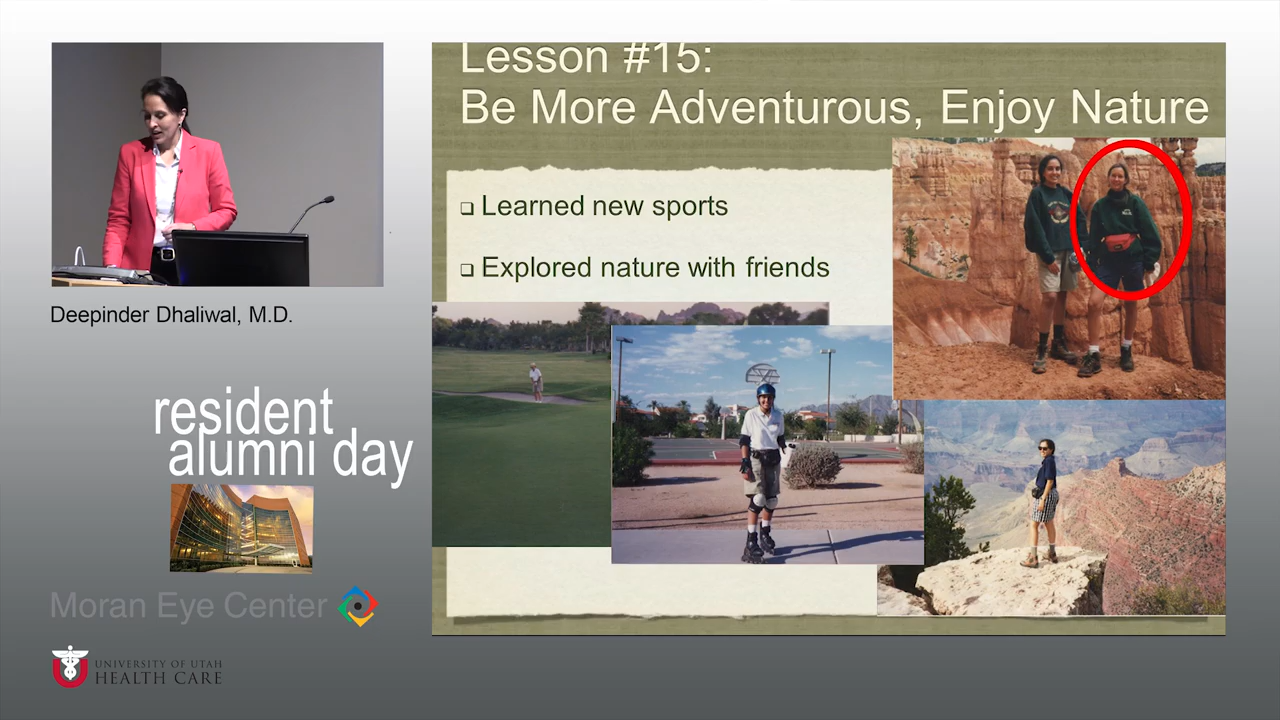 Lesson #15:
Be More Adventurous, Enjoy Nature
Learned new sports
Explored nature with friends
Deepinder Dhaliwal, M.D.
resident
alumni day
Moran Eye Center
UNIVERSITY OF UTAH
HEALTH CARE